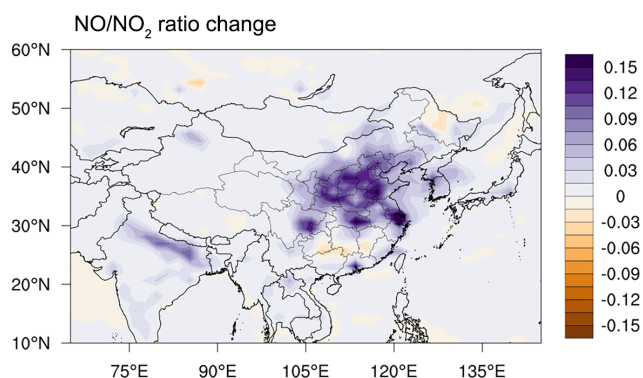 NO/NO₂ ratio change
60°N
50°N
40°N
30°N
20°N
10°N
75°E
90°E
105°E
120°E
135°E
0.15
0.12
0.09
0.06
0.03
0
-0.03
-0.06
-0.09
-0.12
-0.15